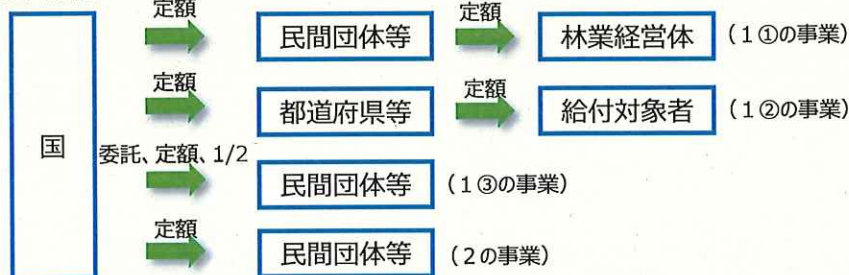 定額 定額
民間団体等 林業経営体 （1①の事業）
定額 定額
都道府県等 給付対象者 （1②の事業）
国
委託、定額、1/2
民間団体等 （1③の事業）
定額
民間団体等 （2の事業）